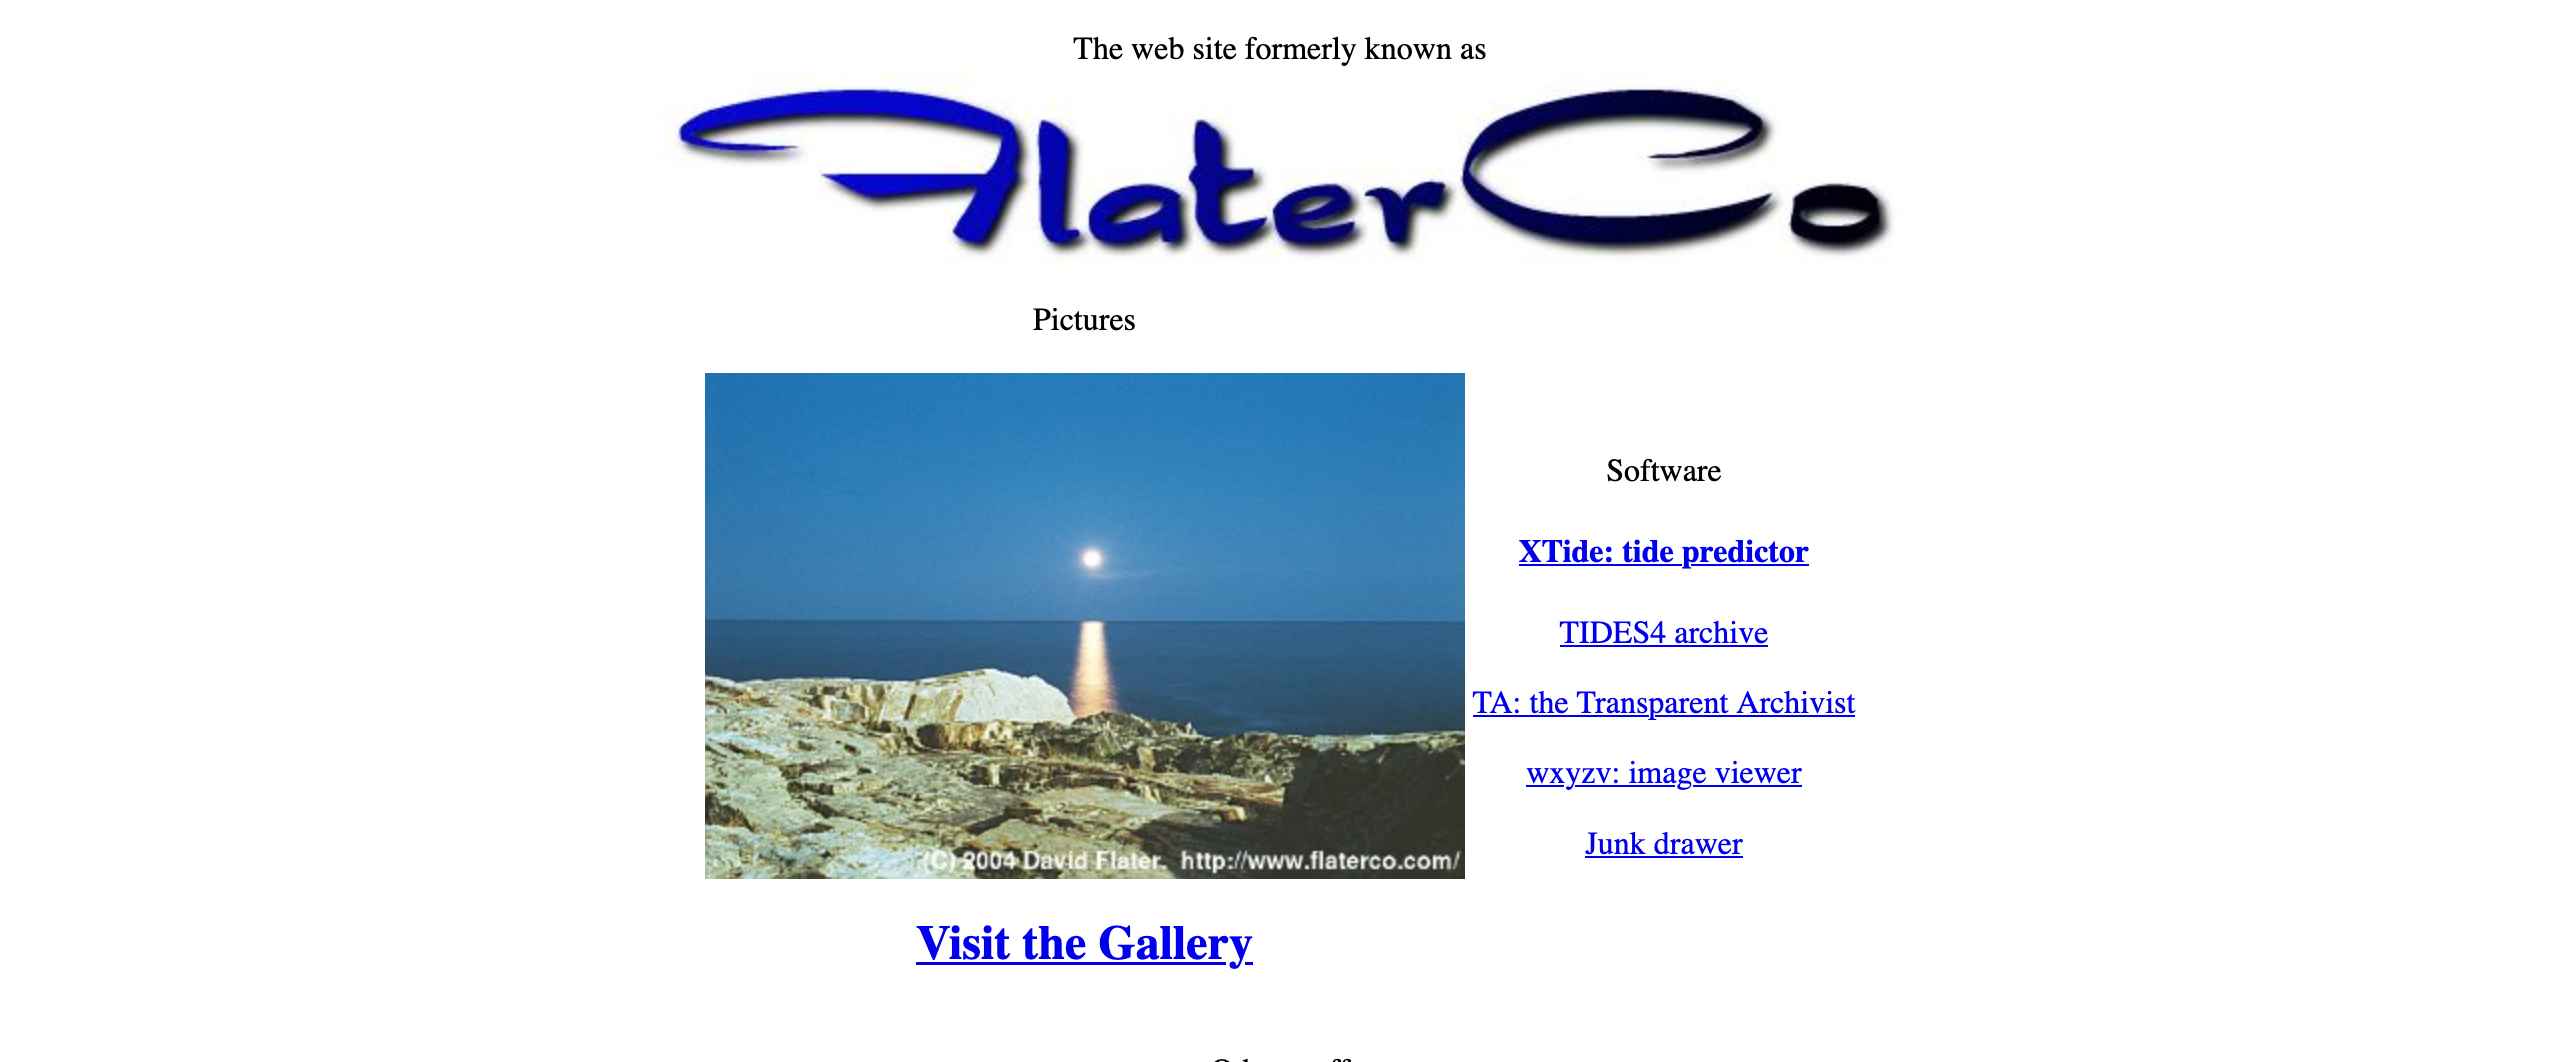 The web site formerly known as
FlaterCo
Pictures
(C) 2004 David Flater. http://www.flaterco.com/
Visit the Gallery
Software
XTide: tide predictor
TIDES4 archive
TA: the Transparent Archivist
wxyzv: image viewer
Junk drawer